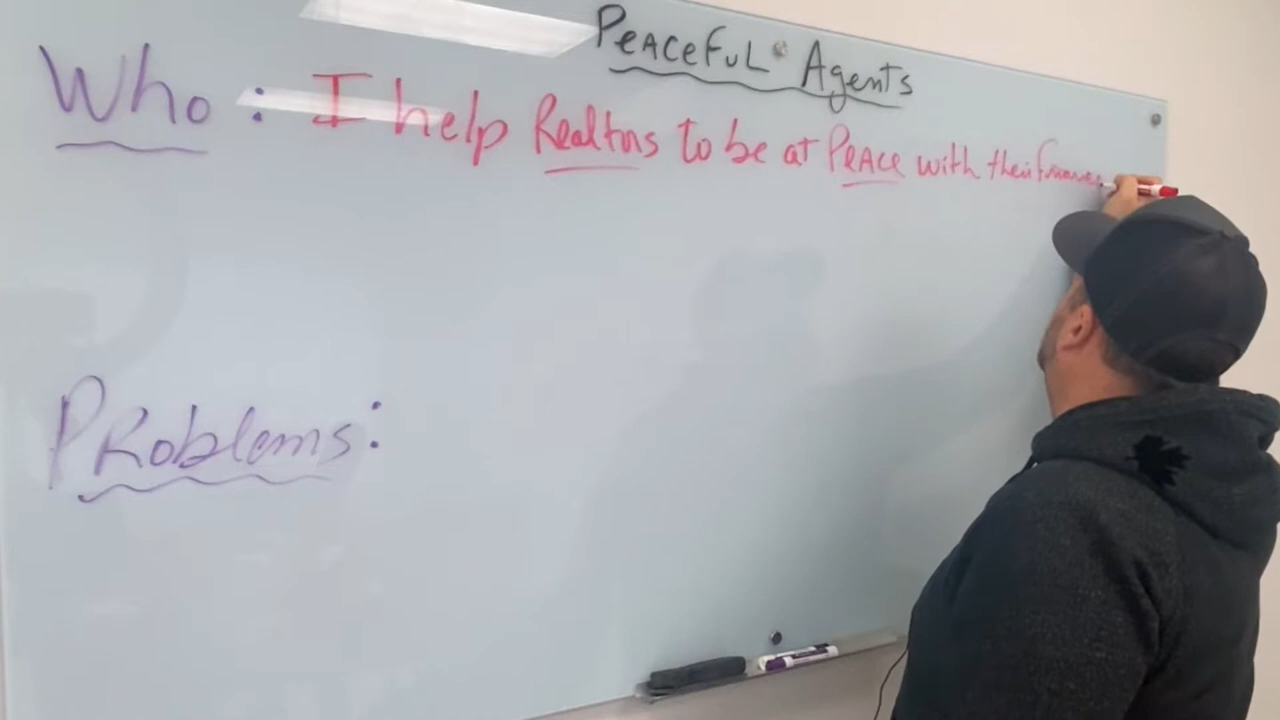 PEACEFUL Agents
Who : I help Realtors to be at PEACE with their finances
PRoblems: